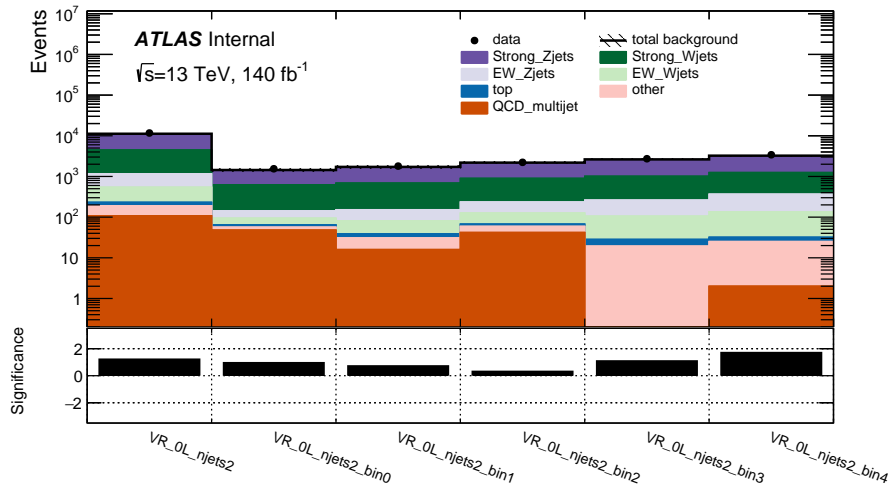 Events
10^7
10^6
10^5
10^4
10^3
10^2
10
1
ATLAS Internal
√s=13 TeV, 140 fb^-1
data
total background
Strong_Zjets
Strong_Wjets
EW_Zjets
EW_Wjets
top
other
QCD_multijet
Significance
2
0
−2
VR_0L_njets2
VR_0L_njets2_bin0
VR_0L_njets2_bin1
VR_0L_njets2_bin2
VR_0L_njets2_bin3
VR_0L_njets2_bin4